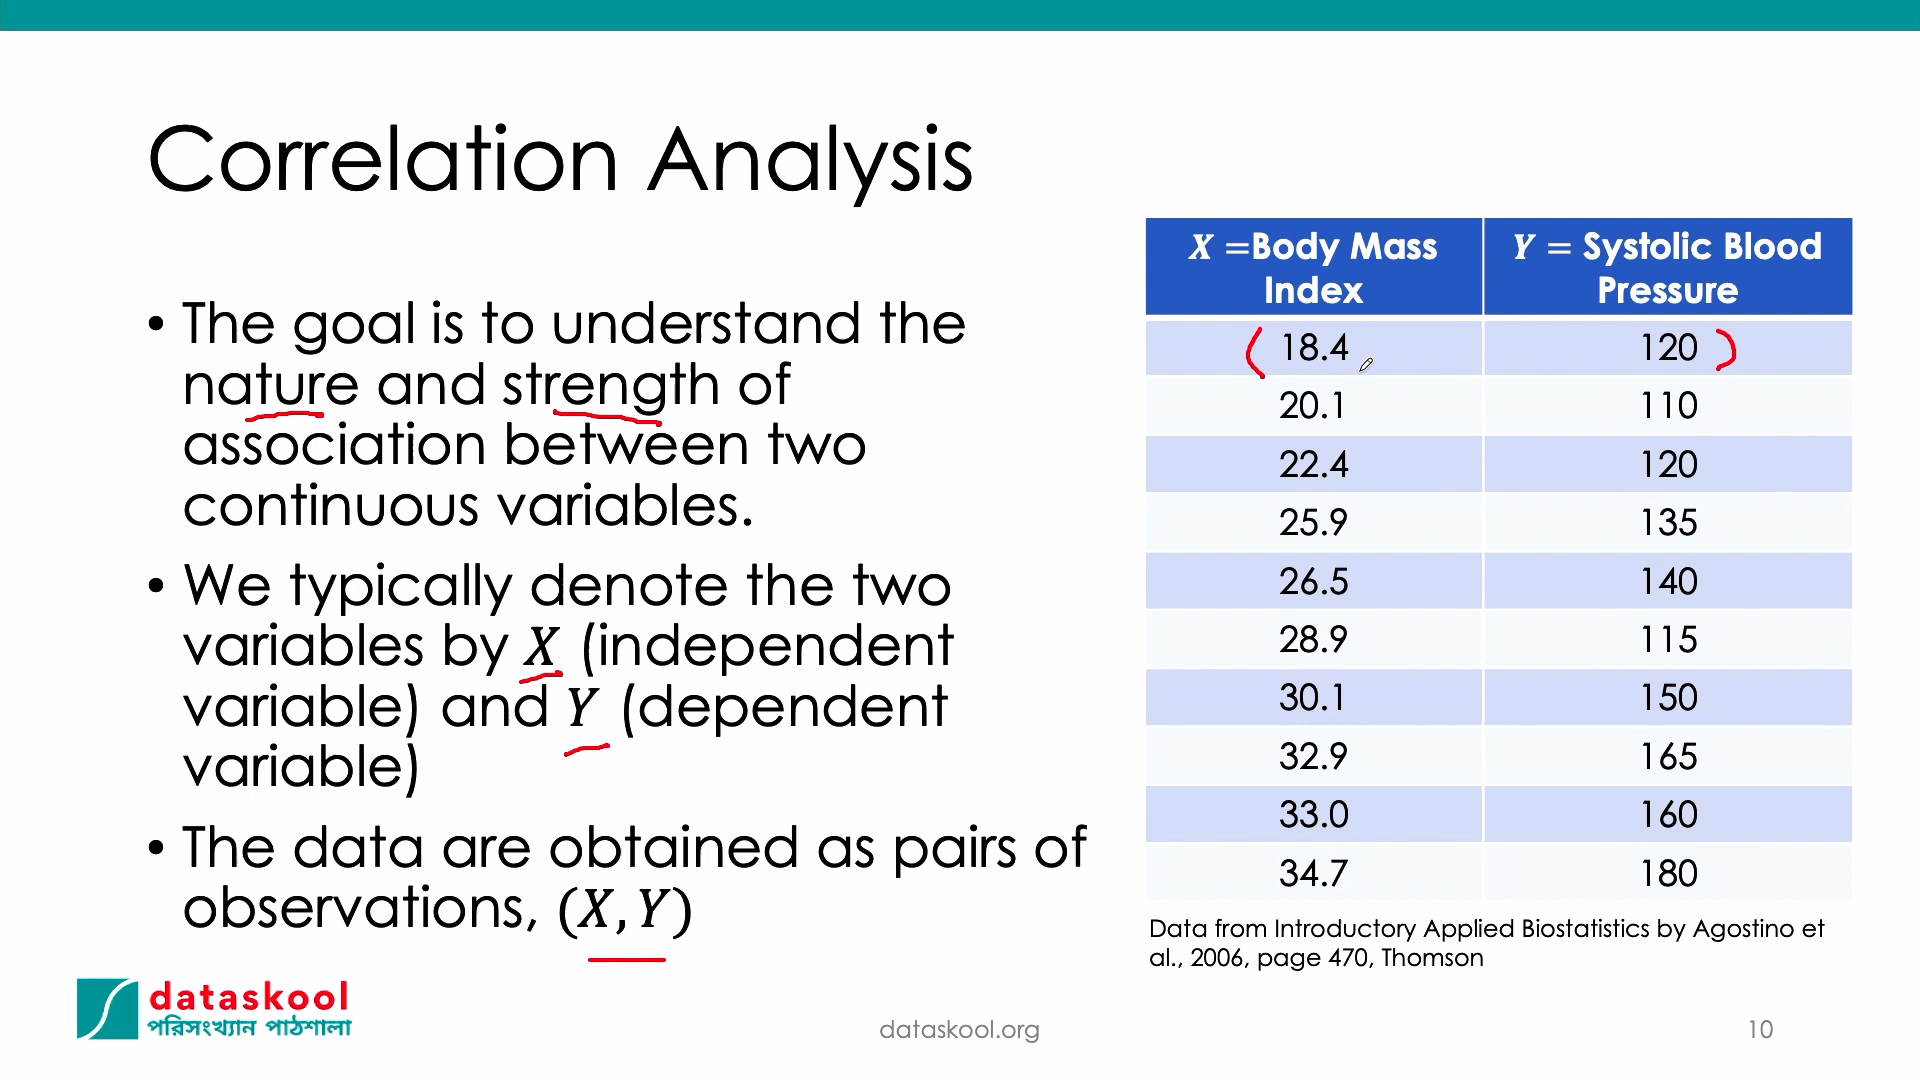 Correlation Analysis
• The goal is to understand the
nature and strength of
association between two
continuous variables.
• We typically denote the two
variables by X (independent
variable) and Y (dependent
variable)
• The data are obtained as pairs of
observations, (X, Y)
X =Body Mass Index Y = Systolic Blood Pressure
( 18.4 120 )
20.1 110
22.4 120
25.9 135
26.5 140
28.9 115
30.1 150
32.9 165
33.0 160
34.7 180
Data from Introductory Applied Biostatistics by Agostino et
al., 2006, page 470, Thomson
dataskool
পরিসংখ্যান পাঠশালা
dataskool.org
10